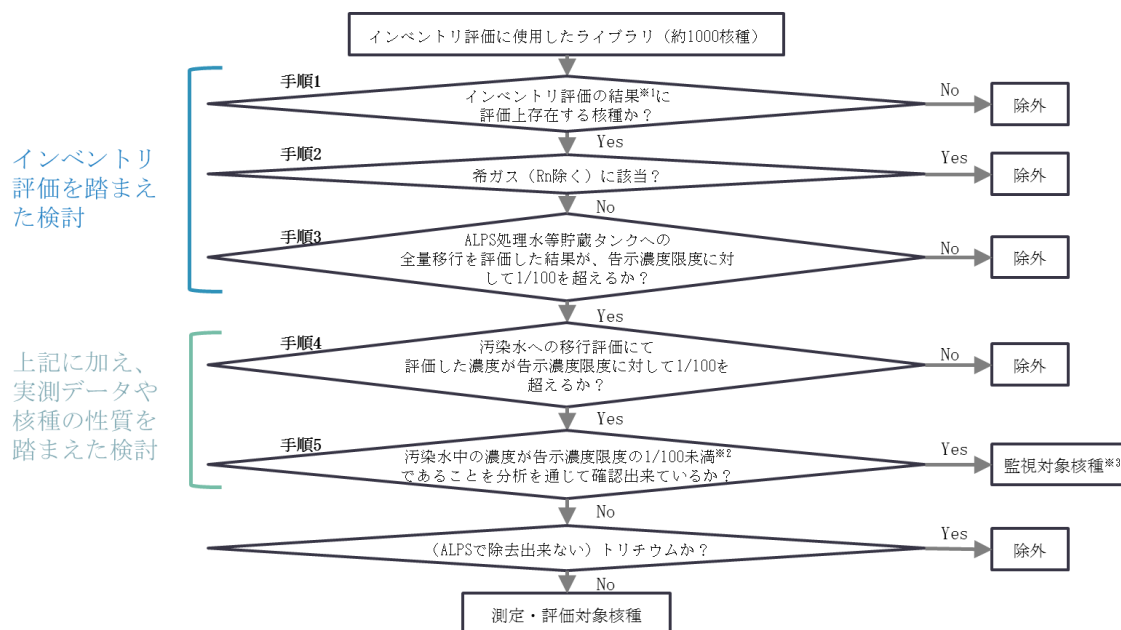 インベントリ評価に使用したライブラリ（約1000核種）
手順1
インベントリ評価の結果※1に
評価上存在する核種か？
No
除外
Yes
インベントリ
評価を踏まえ
た検討
手順2
希ガス（Rn除く）に該当？
Yes
除外
No
手順3
ALPS処理水等貯蔵タンクへの
全量移行を評価した結果が、告示濃度限度に対
して1/100を超えるか？
No
除外
Yes
上記に加え、
実測データや
核種の性質を
踏まえた検討
手順4
汚染水への移行評価にて
評価した濃度が告示濃度限度に対して1/100を
超えるか？
No
除外
Yes
手順5
汚染水中の濃度が告示濃度限度の1/100未満※2
であることを分析を通じて確認出来ているか？
Yes
監視対象核種※3
No
（ALPSで除去出来ない）トリチウムか？
Yes
除外
No
測定・評価対象核種